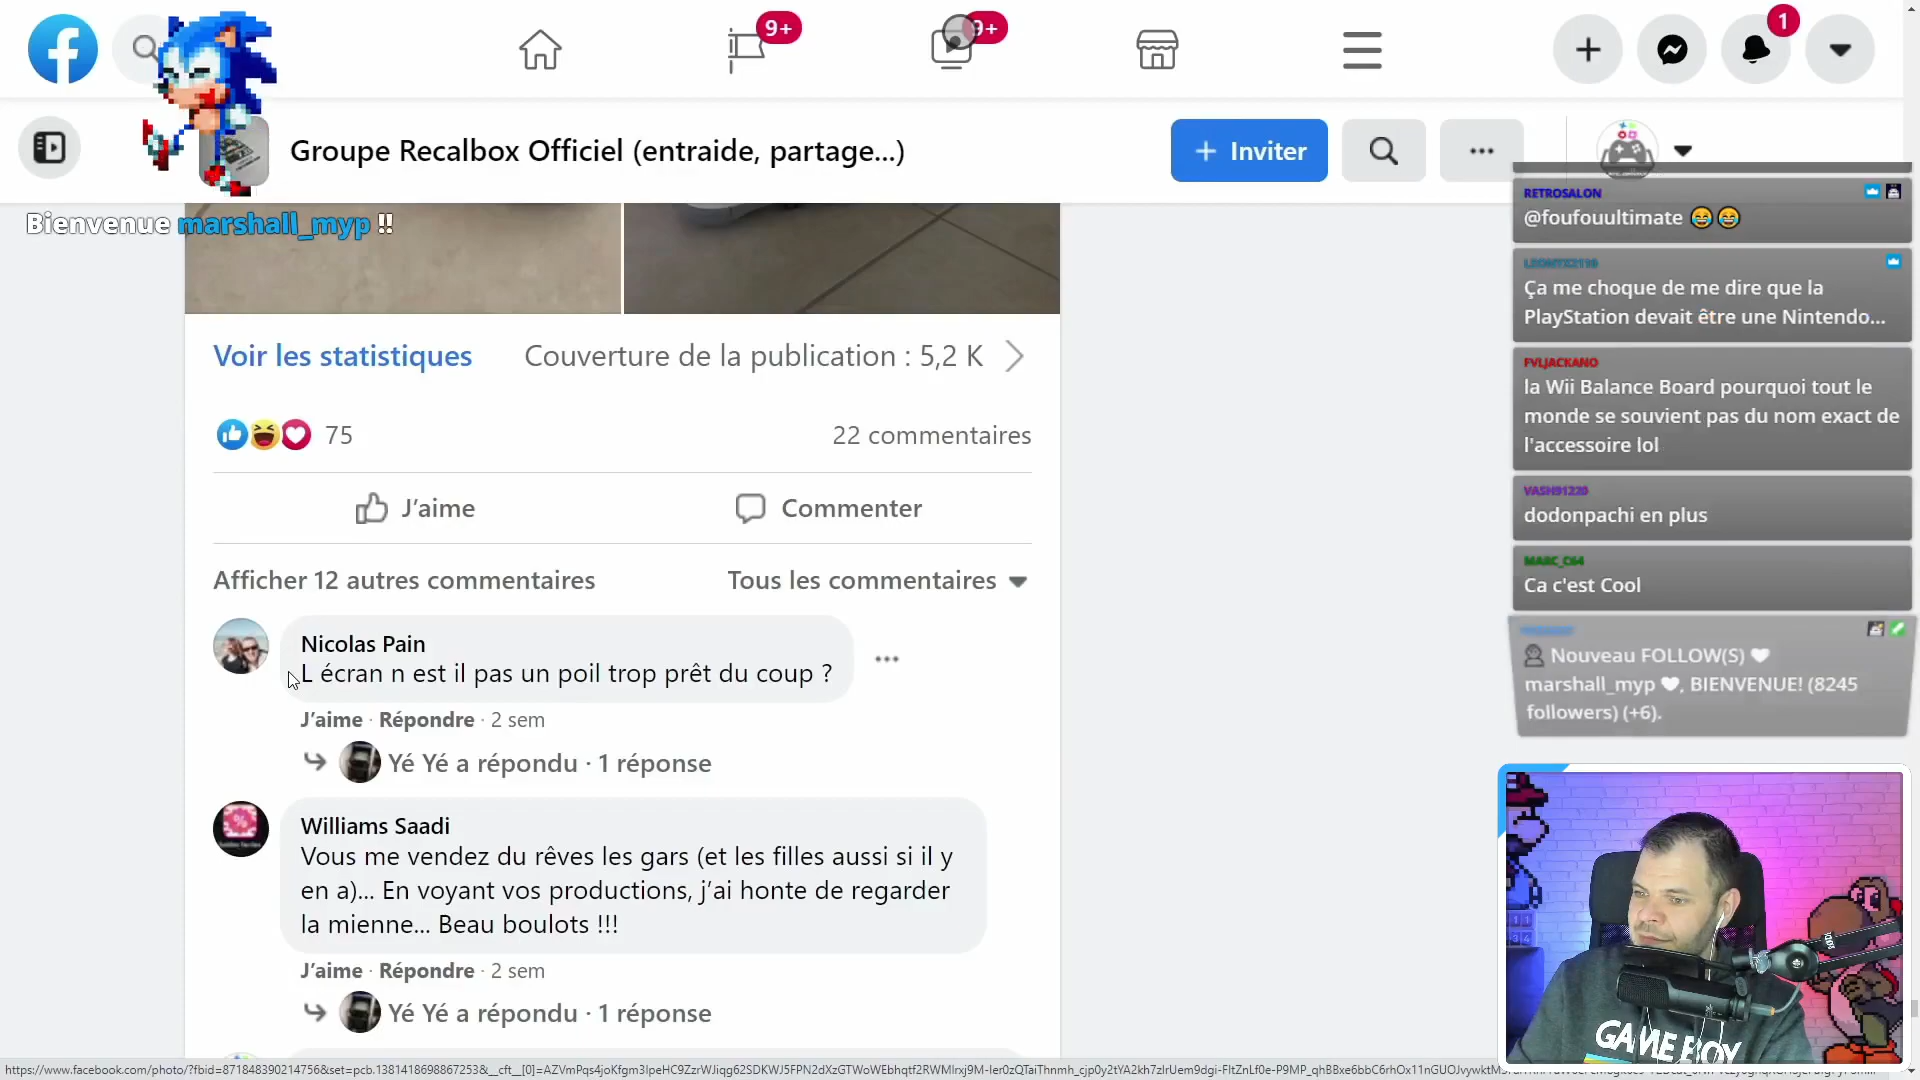 9+
9+
1
Groupe Recalbox Officiel (entraide, partage...)
+ Inviter
Bienvenue marshall_myp !!
Voir les statistiques
Couverture de la publication : 5,2 K
75
22 commentaires
J'aime
Commenter
Afficher 12 autres commentaires
Tous les commentaires
Nicolas Pain
L écran n est il pas un poil trop prêt du coup ?
J'aime · Répondre · 2 sem
Yé Yé a répondu · 1 réponse
Williams Saadi
Vous me vendez du rêves les gars (et les filles aussi si il y
en a)... En voyant vos productions, j'ai honte de regarder
la mienne... Beau boulots !!!
J'aime · Répondre · 2 sem
Yé Yé a répondu · 1 réponse
RETROSALON
@foufouultimate
Ça me choque de me dire que la
PlayStation devait être une Nintendo...
FVLJACKANO
la Wii Balance Board pourquoi tout le
monde se souvient pas du nom exact de
l'accessoire lol
VASH91220
dodonpachi en plus
MARC_C64
Ca c'est Cool
Nouveau FOLLOW(S)
marshall_myp, BIENVENUE! (8245
followers) (+6).
GAME BOY